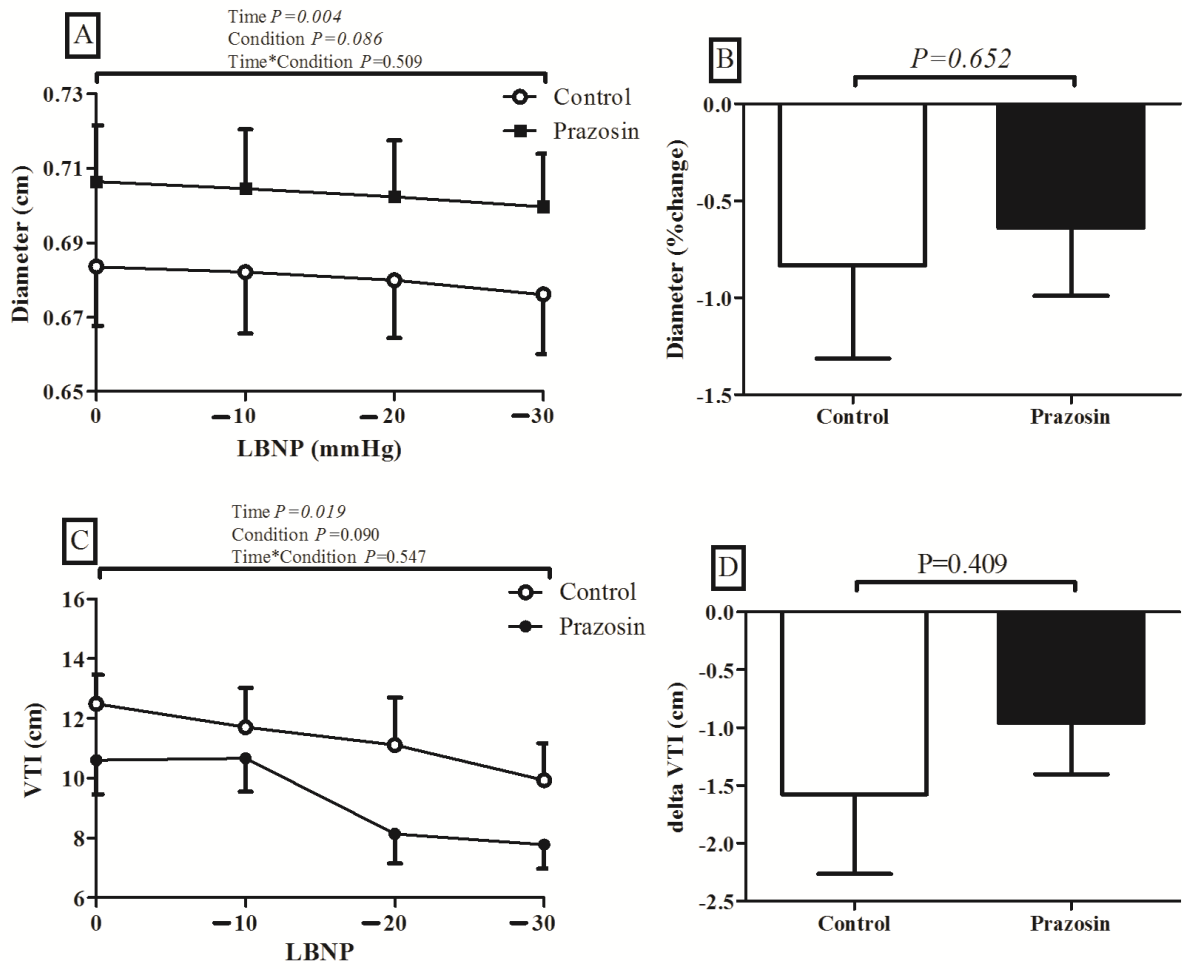 A
Time P=0.004
Condition P=0.086
Time*Condition P=0.509
Control
Prazosin
0.73
0.71
0.69
0.67
0.65
Diameter (cm)
0
−10
−20
−30
LBNP (mmHg)
B
P=0.652
0.0
-0.5
-1.0
-1.5
Diameter (%change)
Control
Prazosin
C
Time P=0.019
Condition P=0.090
Time*Condition P=0.547
Control
Prazosin
16
14
12
10
8
6
VTI (cm)
0
−10
−20
−30
LBNP
D
P=0.409
0.0
-0.5
-1.0
-1.5
-2.0
-2.5
delta VTI (cm)
Control
Prazosin